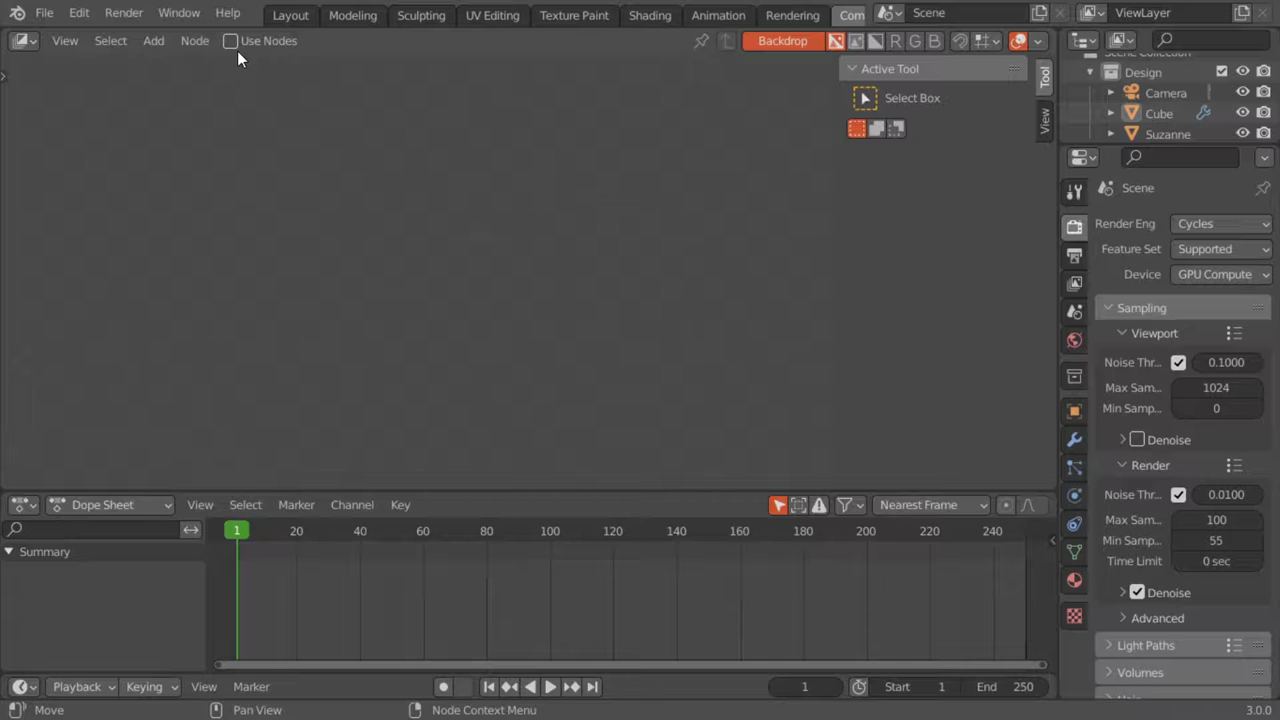 File Edit Render Window Help Layout Modeling Sculpting UV Editing Texture Paint Shading Animation Rendering Com Scene ViewLayer
View Select Add Node Use Nodes Backdrop R G B
Scene Collection
Active Tool
Design
Select Box
Camera
Cube
Suzanne
Tool
View
Scene
Render Eng Cycles
Feature Set Supported
Device GPU Compute
Sampling
Viewport
Noise Thr... 0.1000
Max Sam... 1024
Min Samp... 0
Denoise
Render
Noise Thr... 0.0100
Max Sam... 100
Min Samp... 55
Time Limit 0 sec
Denoise
Advanced
Light Paths
Volumes
Dope Sheet View Select Marker Channel Key Nearest Frame
1 20 40 60 80 100 120 140 160 180 200 220 240
Summary
Playback Keying View Marker 1 Start 1 End 250
Move Pan View Node Context Menu 3.0.0